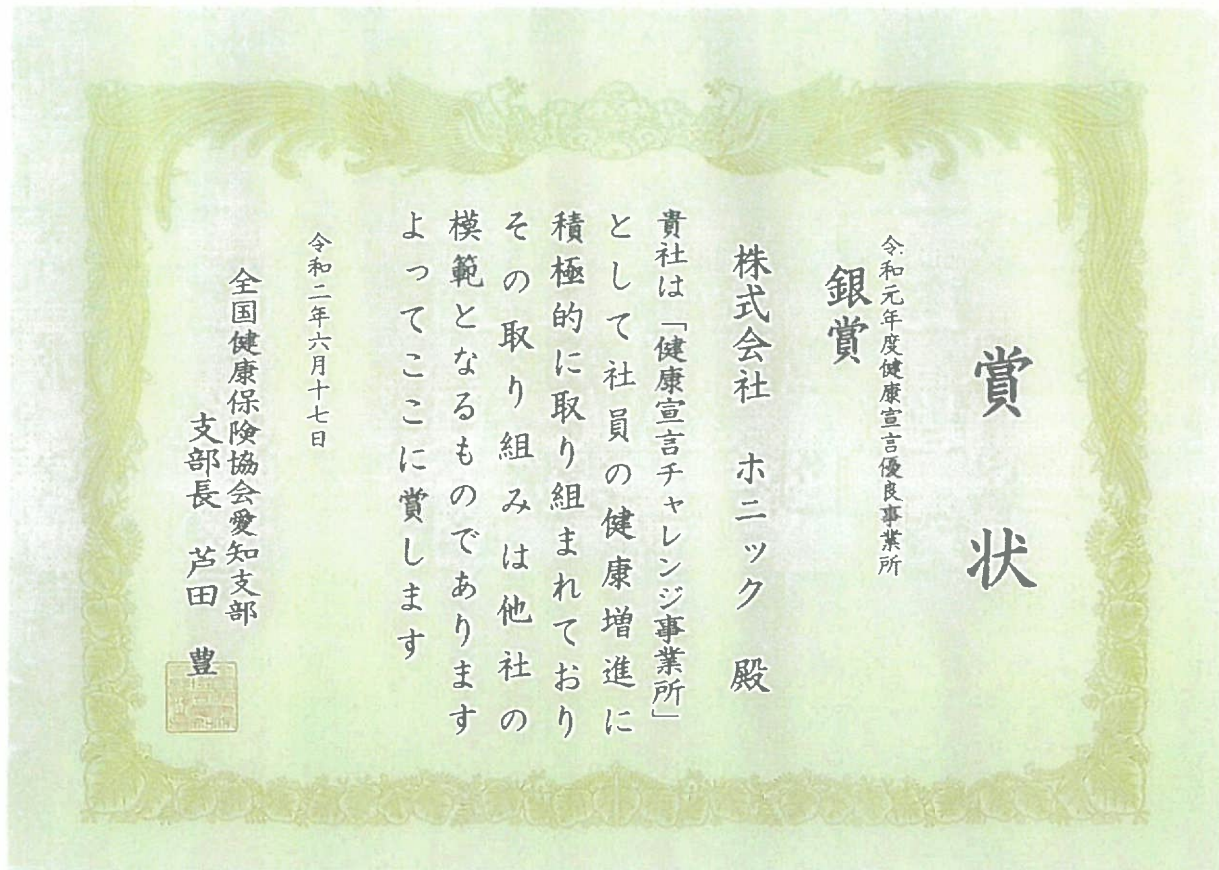 賞状
令和元年度健康宣言優良事業所
銀賞
株式会社 ホニック 殿
貴社は「健康宣言チャレンジ事業所」
として社員の健康増進に
積極的に取り組まれており
その取り組みは他社の
模範となるものであります
よってここに賞します
令和二年六月十七日
全国健康保険協会愛知支部
支部長 芦田 豊